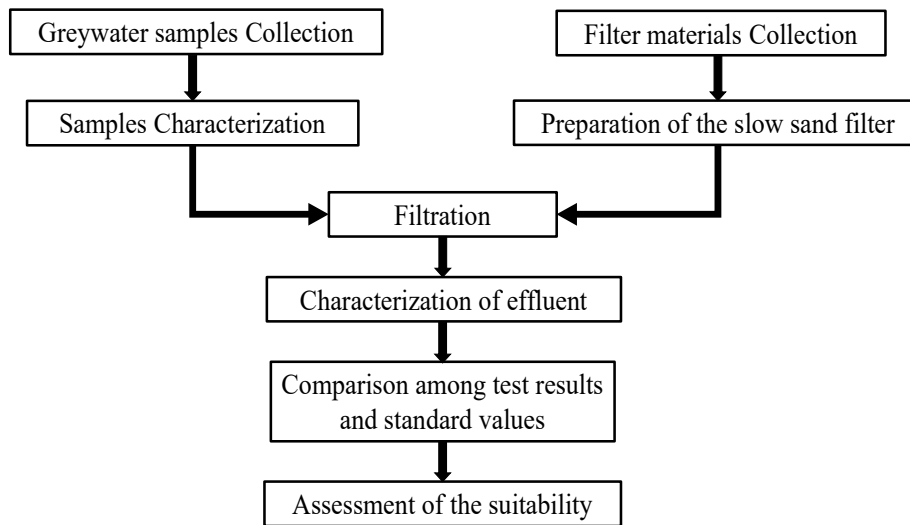 Greywater samples Collection
Filter materials Collection
Samples Characterization
Preparation of the slow sand filter
Filtration
Characterization of effluent
Comparison among test results
and standard values
Assessment of the suitability